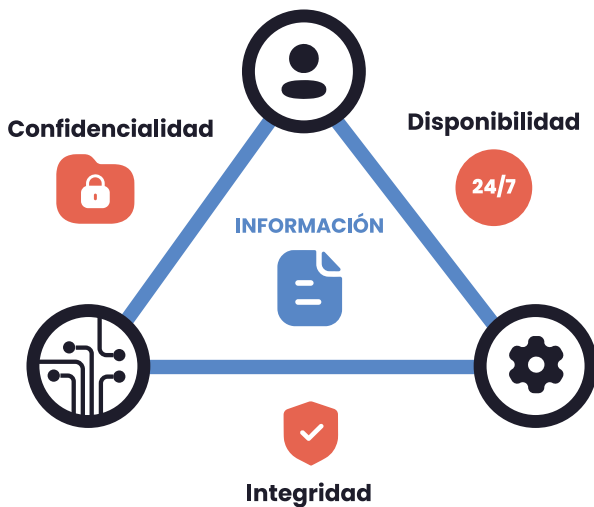 Disponibilidad
Confidencialidad
24/7
INFORMACIÓN
Integridad